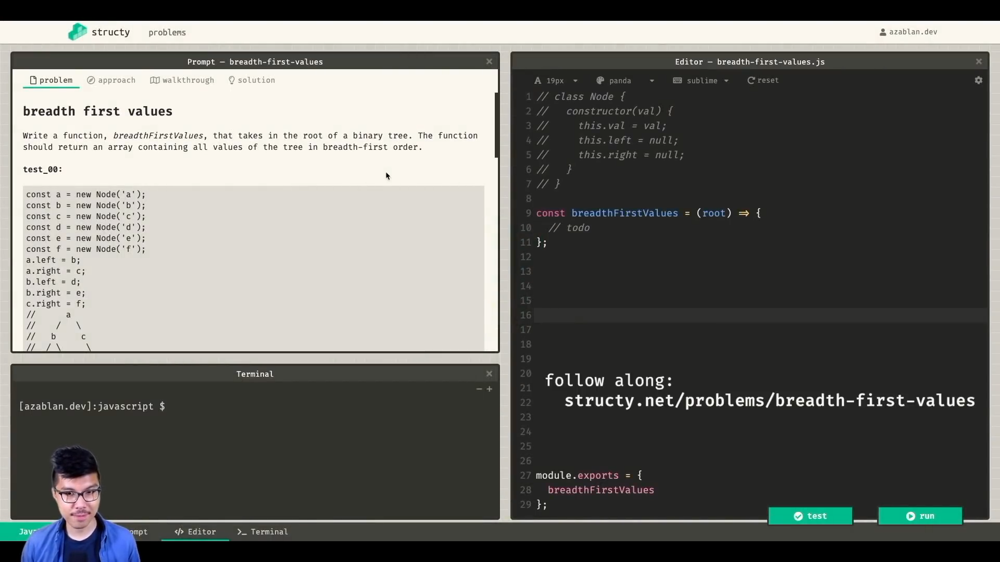 structy
problems
azablan.dev
Prompt — breadth-first-values
problem
approach
walkthrough
solution
breadth first values
Write a function, breadthFirstValues, that takes in the root of a binary tree. The function
should return an array containing all values of the tree in breadth-first order.
test_00:
const a = new Node('a');
const b = new Node('b');
const c = new Node('c');
const d = new Node('d');
const e = new Node('e');
const f = new Node('f');
a.left = b;
a.right = c;
b.left = d;
b.right = e;
c.right = f;
//      a
//    /   \
//   b     c
//  / \     \
Terminal
− +
[azablan.dev]:javascript $
Editor — breadth-first-values.js
19px
panda
sublime
reset
1 // class Node {
2 //   constructor(val) {
3 //     this.val = val;
4 //     this.left = null;
5 //     this.right = null;
6 //   }
7 // }
8
9 const breadthFirstValues = (root) => {
10   // todo
11 };
12
13
14
15
16
17
18
19
20
21
22
23
24
25
26
27 module.exports = {
28   breadthFirstValues
29 };
follow along:
structy.net/problems/breadth-first-values
test
run
Editor
Terminal